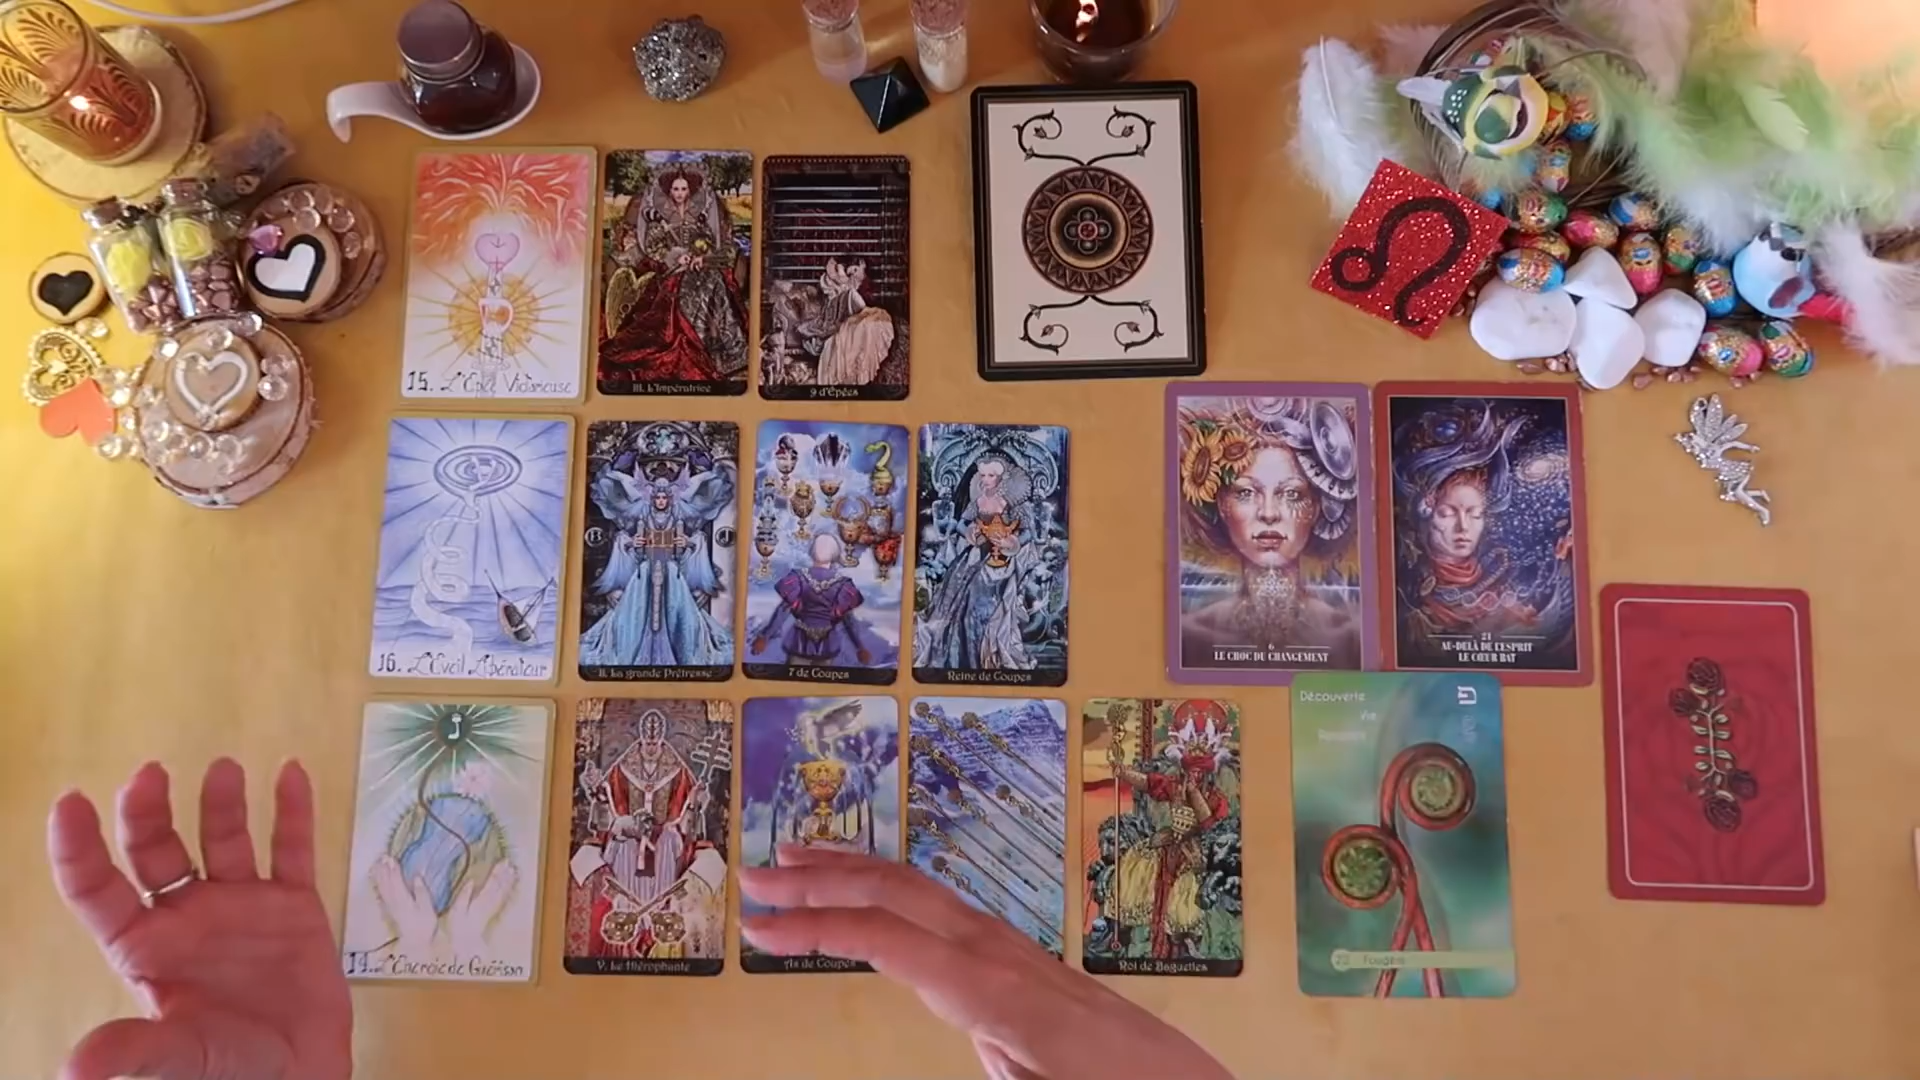 15. L'Épée Victorieuse
III. L'Impératrice
9 d'Épées
16. L'Éveil Libérateur
B
J
II. La grande Prêtresse
7 de Coupes
Reine de Coupes
6
LE CHOC DU CHANGEMENT
21
AU-DELÀ DE L'ESPRIT
LE CŒUR BAT
Découverte
Vie
14. L'Énergie de Guérison
V. Le Hiérophante
As de Coupes
Roi de Baguettes
Fougère